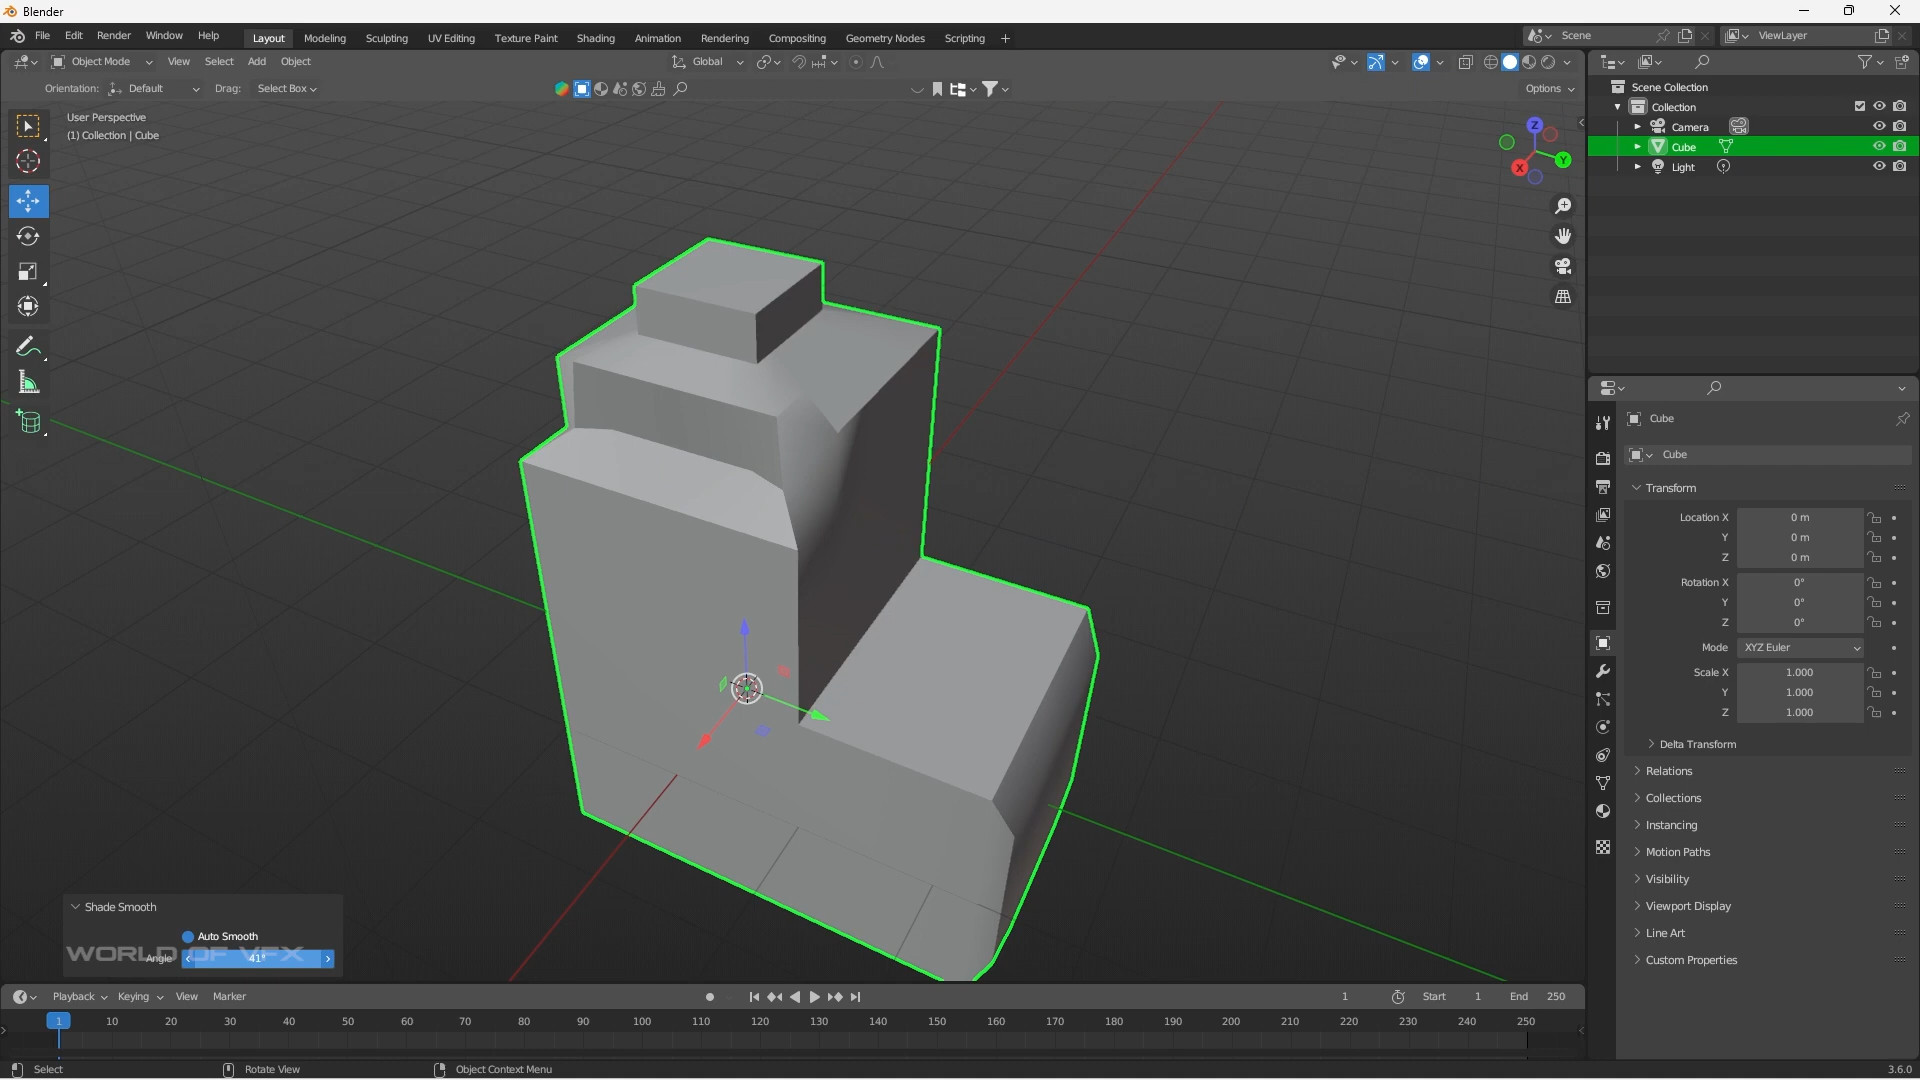 Blender
File Edit Render Window Help Layout Modeling Sculpting UV Editing Texture Paint Shading Animation Rendering Compositing Geometry Nodes Scripting + Scene ViewLayer
Object Mode View Select Add Object Global
Orientation: Default Drag: Select Box Options
User Perspective
(1) Collection | Cube
Z
Y
X
Scene Collection
Collection
Camera
Cube
Light
Cube
Cube
Transform
Location X 0 m
Y 0 m
Z 0 m
Rotation X 0°
Y 0°
Z 0°
Mode XYZ Euler
Scale X 1.000
Y 1.000
Z 1.000
Delta Transform
Relations
Collections
Instancing
Motion Paths
Visibility
Viewport Display
Line Art
Custom Properties
Shade Smooth
Auto Smooth
WORLD OF VFX
Angle 41°
Playback Keying View Marker 1 Start 1 End 250
1 10 20 30 40 50 60 70 80 90 100 110 120 130 140 150 160 170 180 190 200 210 220 230 240 250
Select Rotate View Object Context Menu 3.6.0